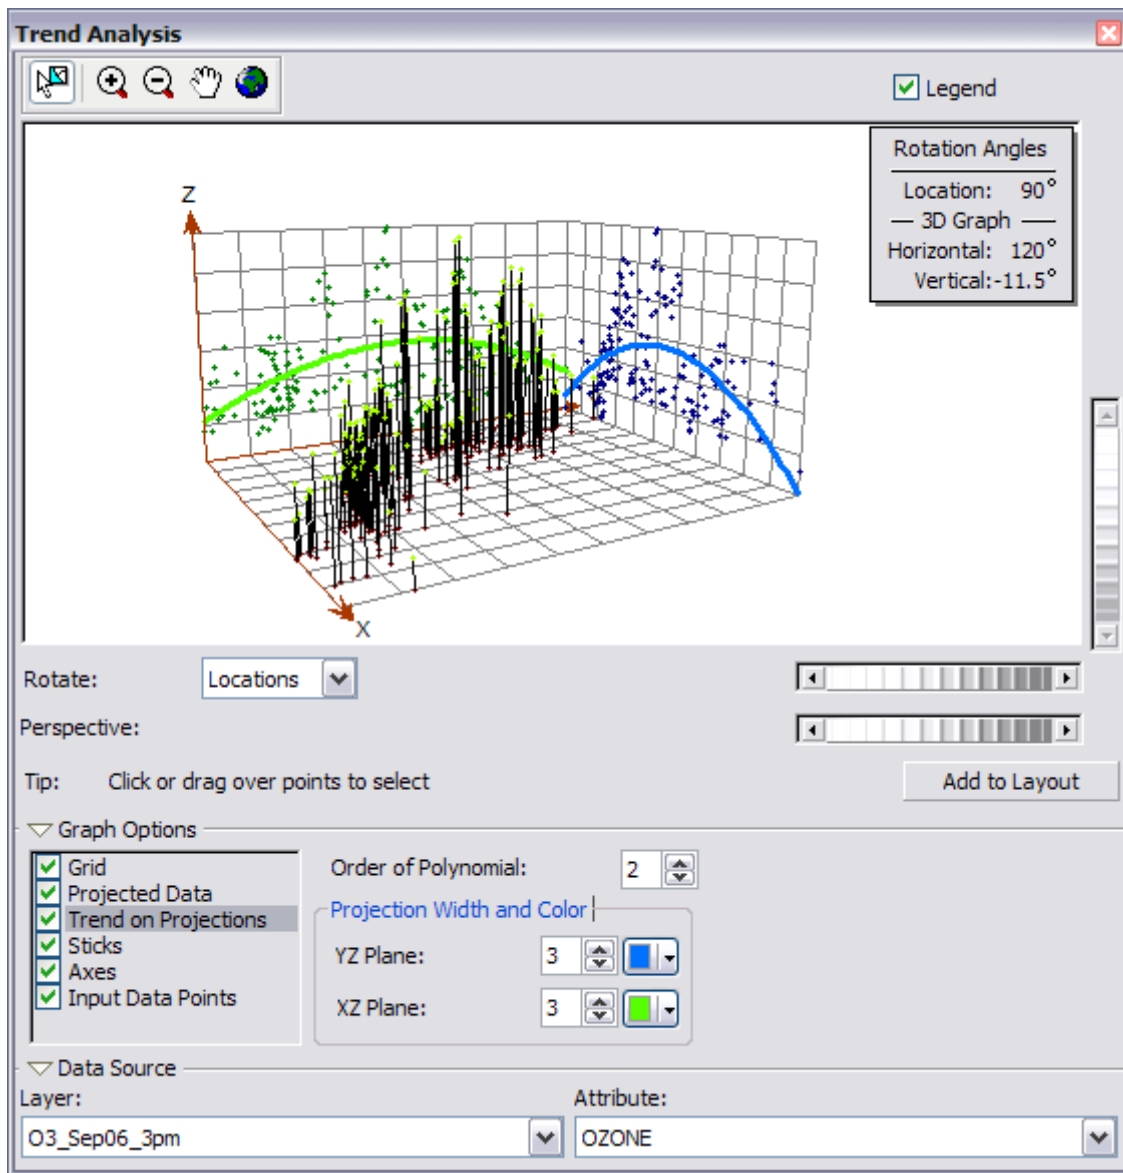 Trend Analysis
Legend
Rotation Angles
Location: 90°
3D Graph
Horizontal: 120°
Vertical:-11.5°
Z
X
Rotate: Locations
Perspective:
Tip: Click or drag over points to select Add to Layout
Graph Options
Grid
Projected Data
Trend on Projections
Sticks
Axes
Input Data Points
Order of Polynomial: 2
Projection Width and Color
YZ Plane: 3
XZ Plane: 3
Data Source
Layer: Attribute:
O3_Sep06_3pm OZONE